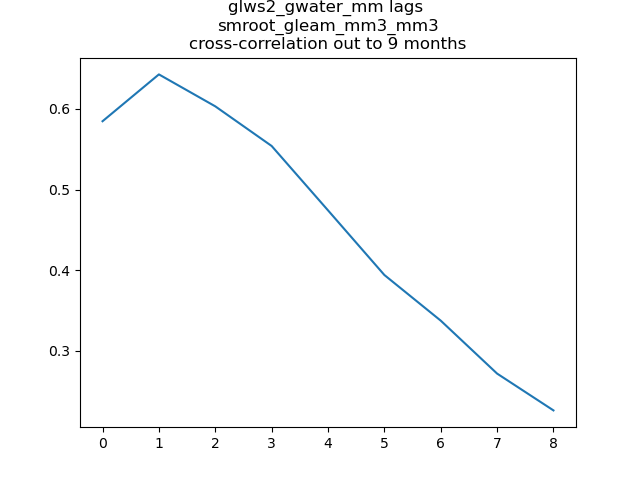 glws2_gwater_mm lags
smroot_gleam_mm3_mm3
cross-correlation out to 9 months
0.6
0.5
0.4
0.3
0 1 2 3 4 5 6 7 8